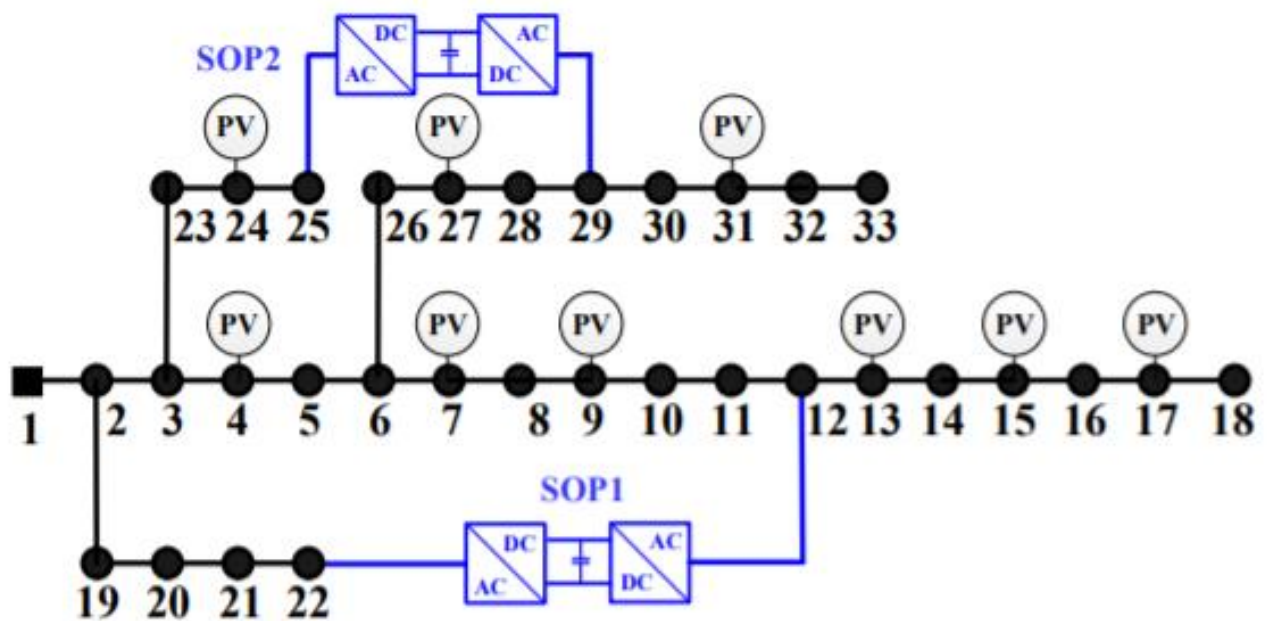 DC AC
SOP2
AC DC
PV PV PV
23 24 25 26 27 28 29 30 31 32 33
PV PV PV PV PV PV
1 2 3 4 5 6 7 8 9 10 11 12 13 14 15 16 17 18
SOP1
DC AC
AC DC
19 20 21 22